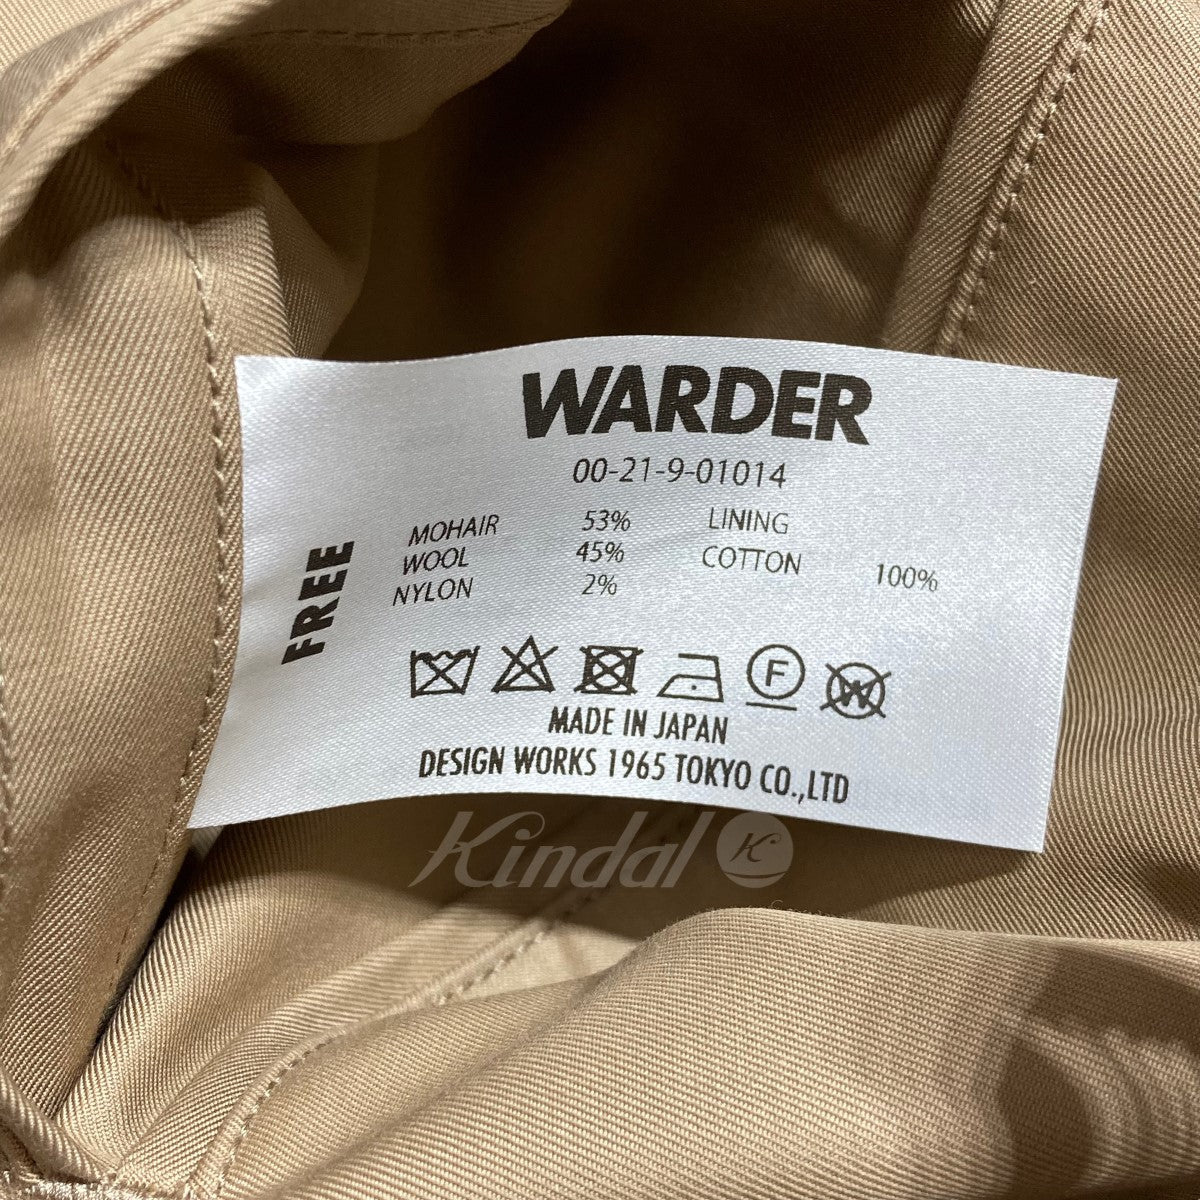 WARDER
00-21-9-01014
MOHAIR 53% LINING
WOOL 45% COTTON 100%
NYLON 2%
FREE
F
W
MADE IN JAPAN
DESIGN WORKS 1965 TOKYO CO.,LTD
Kindal K